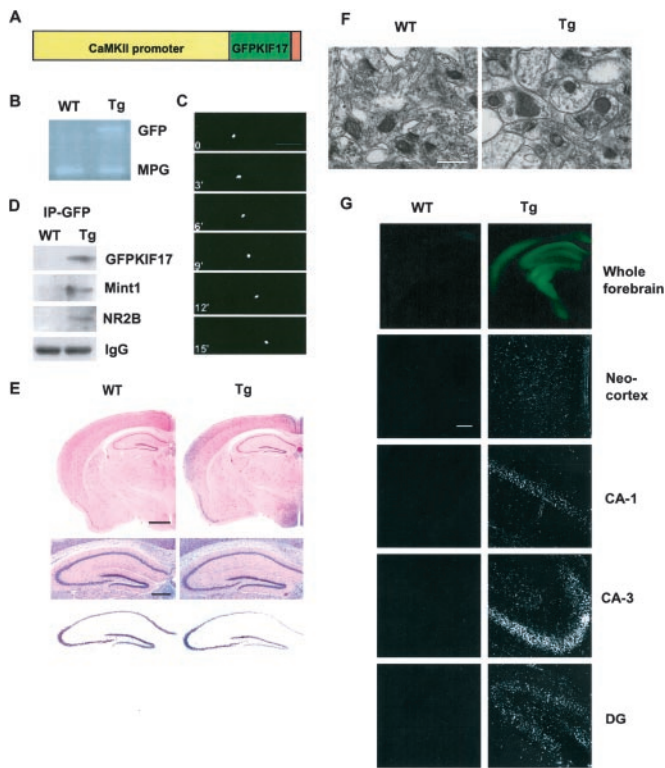 A
CaMKII promoter
GFPKIF17
B
WT
Tg
GFP
MPG
C
0
3'
6'
9'
12'
15'
D
IP-GFP
WT
Tg
GFPKIF17
Mint1
NR2B
IgG
E
WT
Tg
F
WT
Tg
G
WT
Tg
Whole
forebrain
Neo-
cortex
CA-1
CA-3
DG